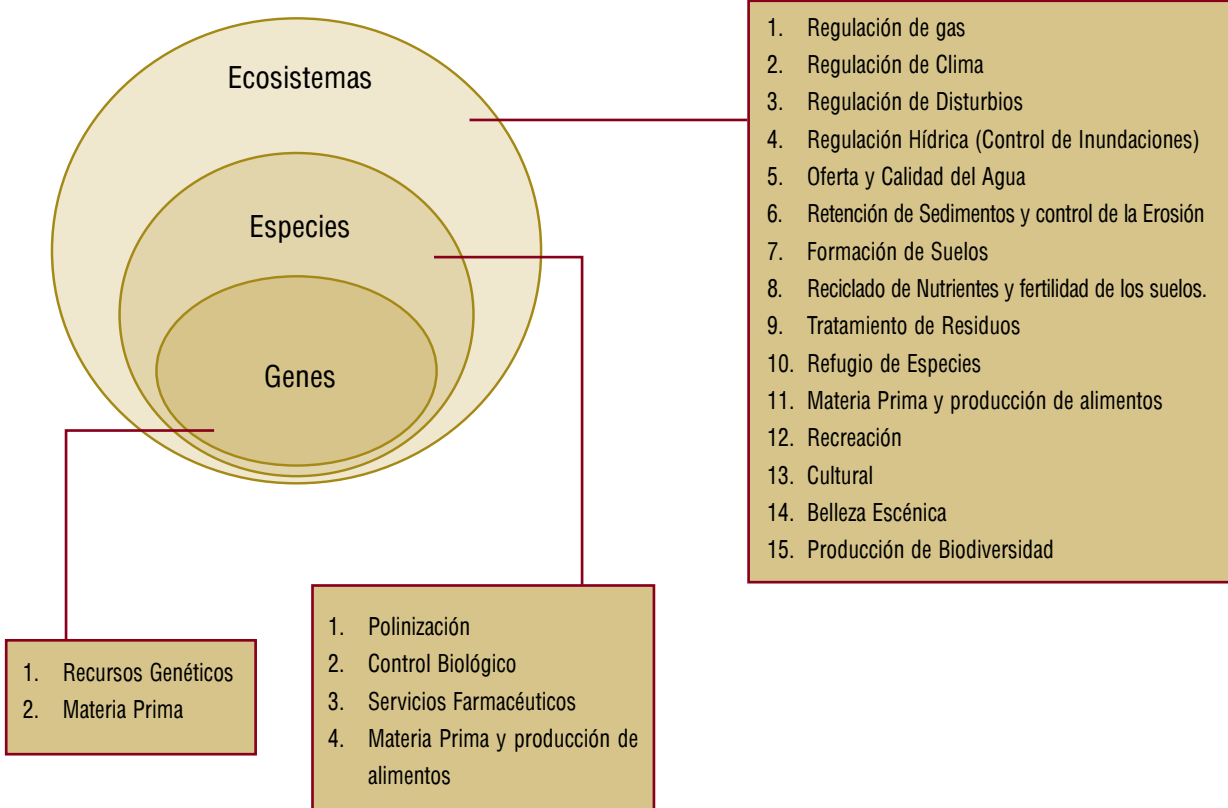 Ecosistemas
Especies
Genes
1. Regulación de gas
2. Regulación de Clima
3. Regulación de Disturbios
4. Regulación Hídrica (Control de Inundaciones)
5. Oferta y Calidad del Agua
6. Retención de Sedimentos y control de la Erosión
7. Formación de Suelos
8. Reciclado de Nutrientes y fertilidad de los suelos.
9. Tratamiento de Residuos
10. Refugio de Especies
11. Materia Prima y producción de alimentos
12. Recreación
13. Cultural
14. Belleza Escénica
15. Producción de Biodiversidad
1. Recursos Genéticos
2. Materia Prima
1. Polinización
2. Control Biológico
3. Servicios Farmacéuticos
4. Materia Prima y producción de
alimentos